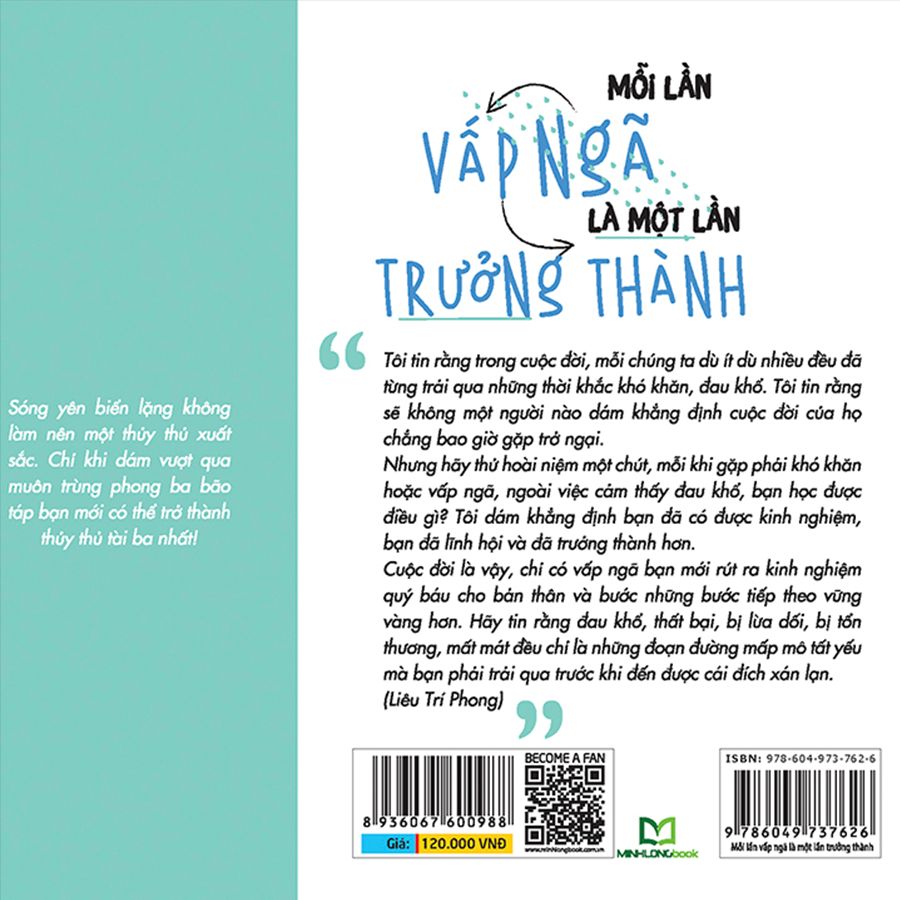 Sóng yên biển lặng không
làm nên một thủy thủ xuất
sắc. Chỉ khi dám vượt qua
muôn trùng phong ba bão
táp bạn mới có thể trở thành
thủy thủ tài ba nhất!
MỖI LẦN
VẤP NGÃ
LÀ MỘT LẦN
TRƯỞNG THÀNH
“
Tôi tin rằng trong cuộc đời, mỗi chúng ta dù ít dù nhiều đều đã
từng trải qua những thời khắc khó khăn, đau khổ. Tôi tin rằng
sẽ không một người nào dám khẳng định cuộc đời của họ
chẳng bao giờ gặp trở ngại.
Nhưng hãy thử hoài niệm một chút, mỗi khi gặp phải khó khăn
hoặc vấp ngã, ngoài việc cảm thấy đau khổ, bạn học được
điều gì? Tôi dám khẳng định bạn đã có được kinh nghiệm,
bạn đã lĩnh hội và đã trưởng thành hơn.
Cuộc đời là vậy, chỉ có vấp ngã bạn mới rút ra kinh nghiệm
quý báu cho bản thân và bước những bước tiếp theo vững
vàng hơn. Hãy tin rằng đau khổ, thất bại, bị lừa dối, bị tổn
thương, mất mát đều chỉ là những đoạn đường mấp mô tất yếu
mà bạn phải trải qua trước khi đến được cái đích xán lạn.
(Liêu Trí Phong)
”
8 936067 600988
Giá: 120.000 VNĐ
BECOME A FAN
www.minhlongbook.com.vn
MINHLONGbook
ISBN: 978-604-973-762-6
9 786049 737626
Mỗi lần vấp ngã là một lần trưởng thành